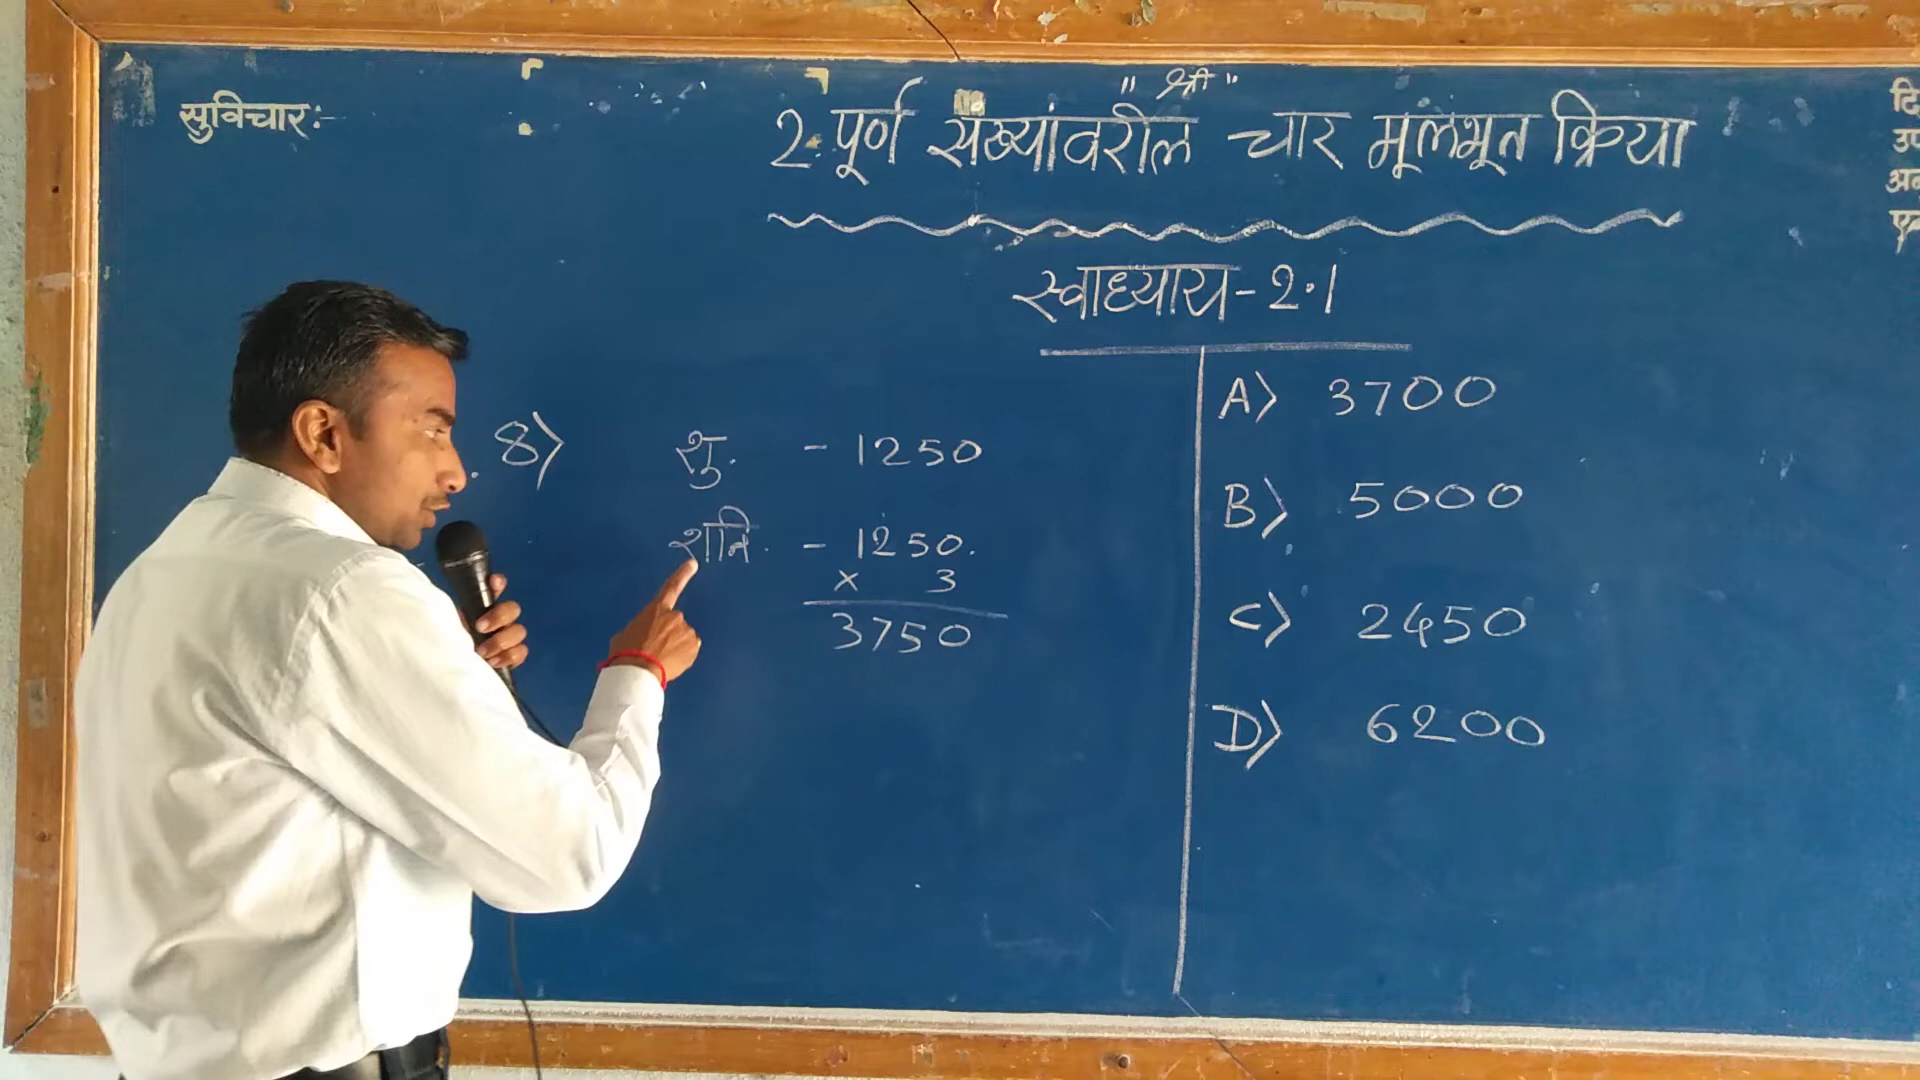 सुविचार:-
" श्री "
2. पूर्ण संख्यांवरील चार मूलभूत क्रिया
स्वाध्याय - 2.1
8)
शु. - 1250
शनि. - 1250.
× 3
3750
A) 3700
B) 5000
C) 2450
D) 6200